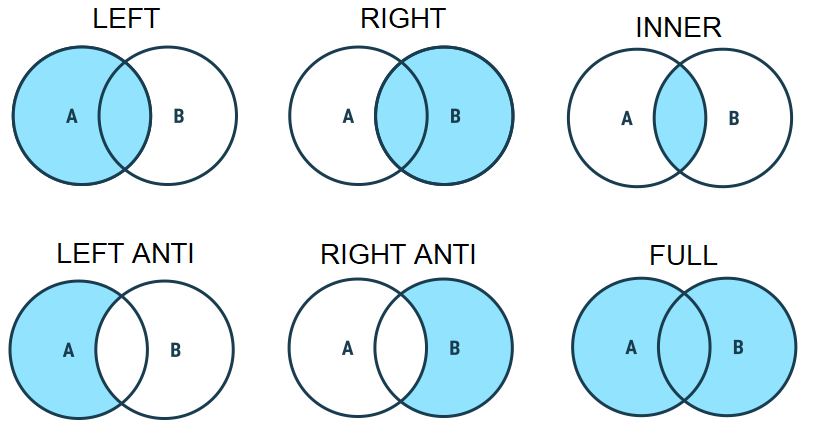 LEFT
RIGHT
INNER
A B
A B
A B
LEFT ANTI
RIGHT ANTI
FULL
A B
A B
A B